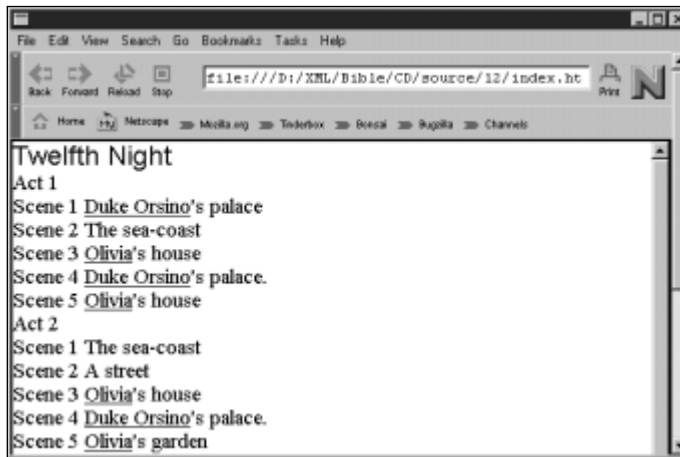 File Edit View Search Go Bookmarks Tasks Help
Back Forward Reload Stop
file:///D:/XML/Bible/CD/source/12/index.ht
Print
N
Home My Netscape Mozilla.org Tinderbox Bonsai Bugzilla Channels
Twelfth Night
Act 1
Scene 1 Duke Orsino's palace
Scene 2 The sea-coast
Scene 3 Olivia's house
Scene 4 Duke Orsino's palace.
Scene 5 Olivia's house
Act 2
Scene 1 The sea-coast
Scene 2 A street
Scene 3 Olivia's house
Scene 4 Duke Orsino's palace.
Scene 5 Olivia's garden